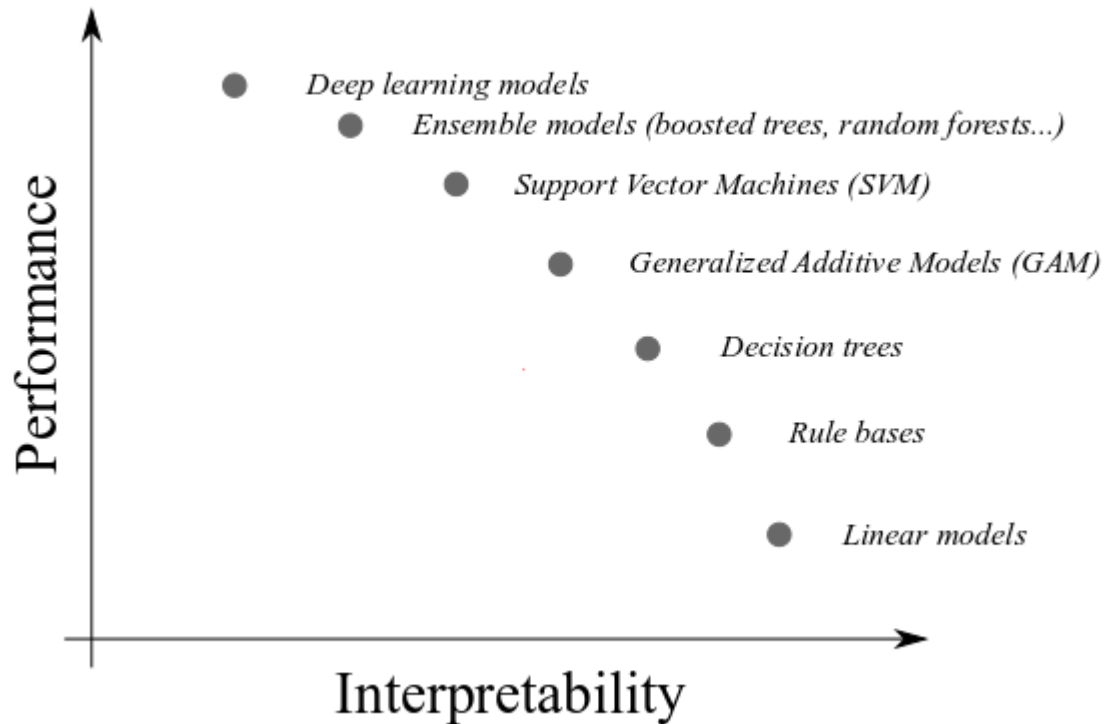 Deep learning models
Ensemble models (boosted trees, random forests...)
Support Vector Machines (SVM)
Generalized Additive Models (GAM)
Decision trees
Rule bases
Linear models
Performance
Interpretability